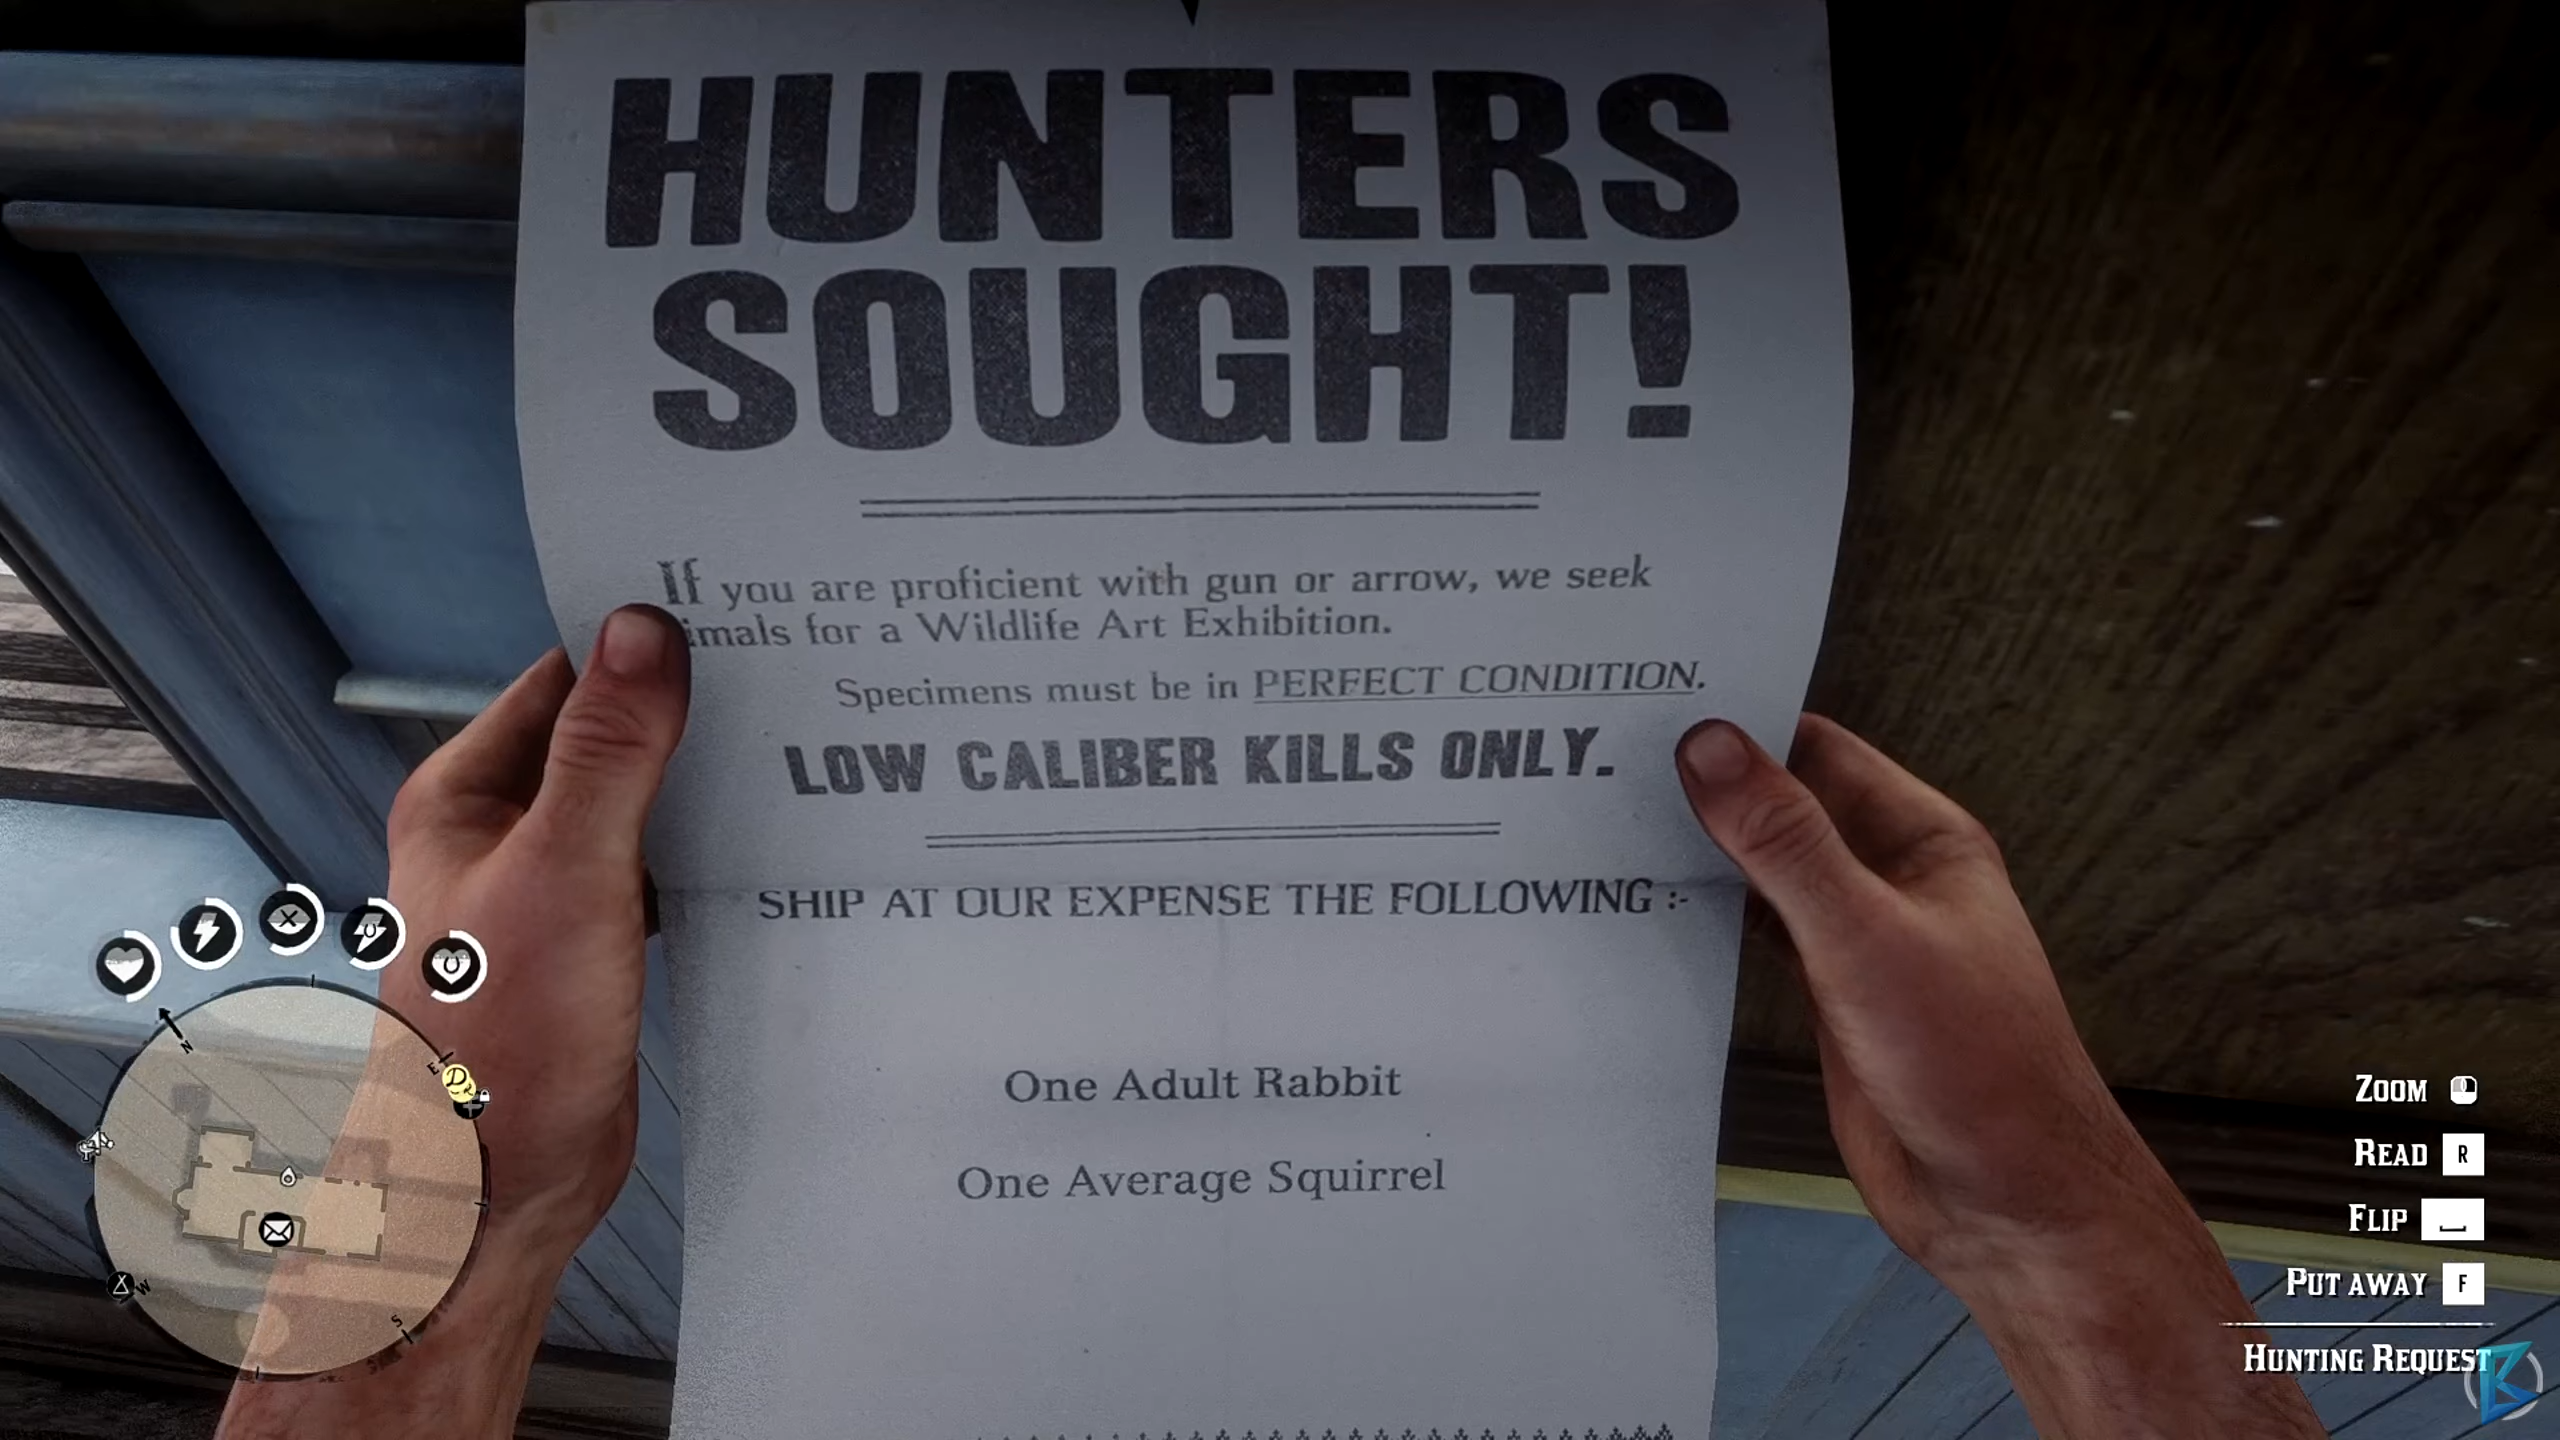 HUNTERS
SOUGHT!
If you are proficient with gun or arrow, we seek
imals for a Wildlife Art Exhibition.
Specimens must be in PERFECT CONDITION.
LOW CALIBER KILLS ONLY.
SHIP AT OUR EXPENSE THE FOLLOWING :-
One Adult Rabbit
One Average Squirrel
N
E
W
S
ZOOM
READ R
FLIP
PUT AWAY F
HUNTING REQUEST